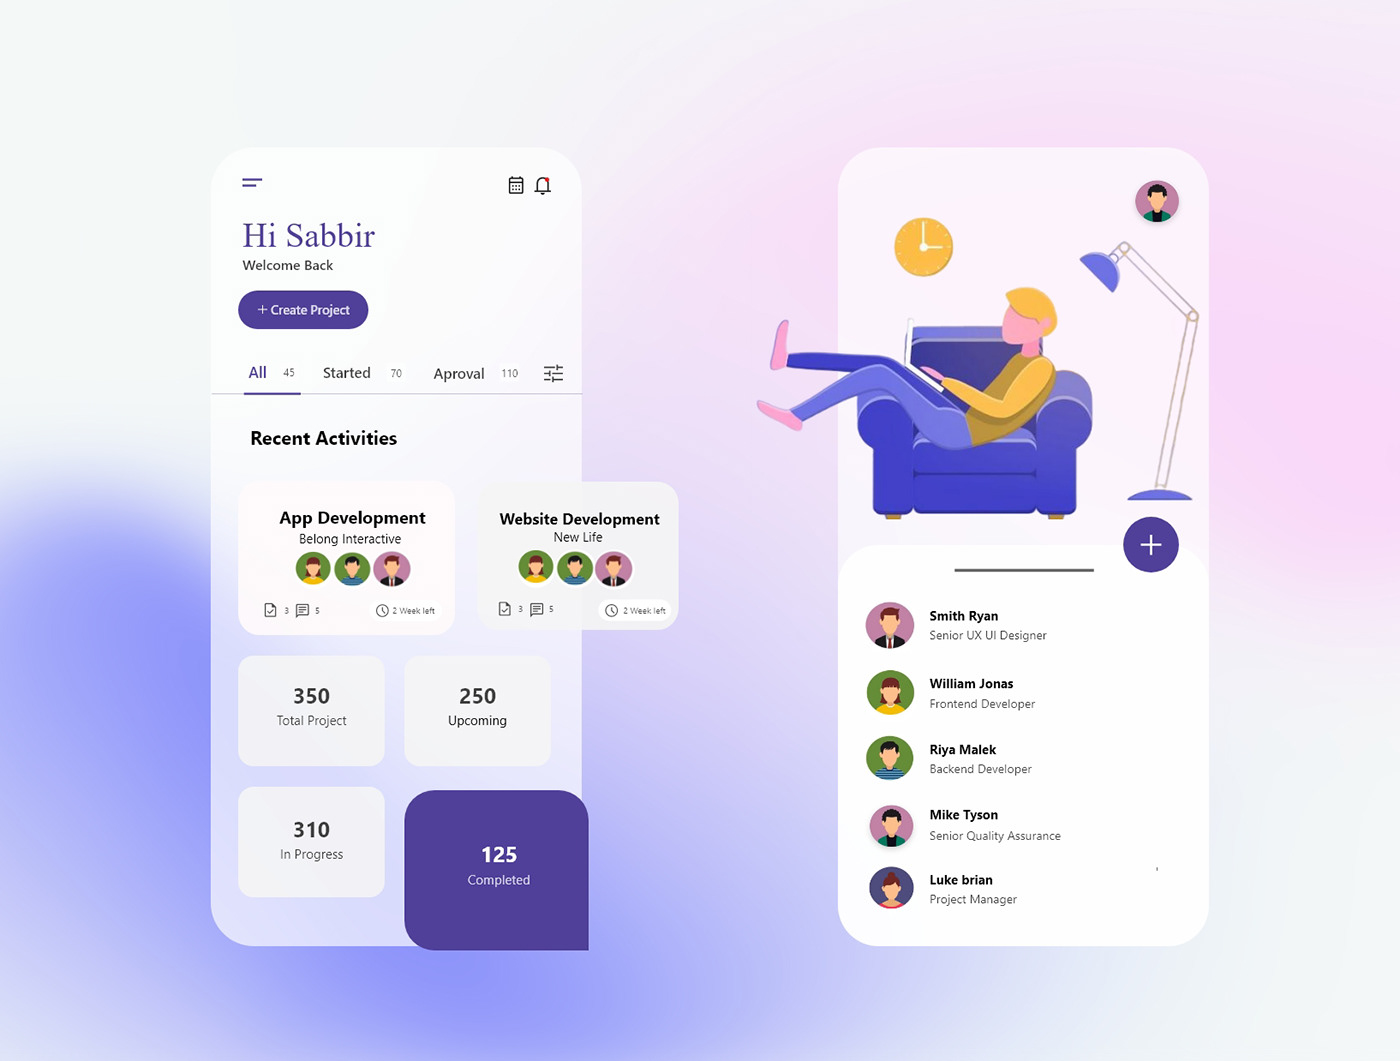 Hi Sabbir
Welcome Back
+ Create Project
All 45 Started 70 Aproval 110
Recent Activities
App Development
Belong Interactive
3 5 2 Week left
Website Development
New Life
3 5 2 Week left
350
Total Project
250
Upcoming
310
In Progress
125
Completed
Smith Ryan
Senior UX UI Designer
William Jonas
Frontend Developer
Riya Malek
Backend Developer
Mike Tyson
Senior Quality Assurance
Luke brian
Project Manager